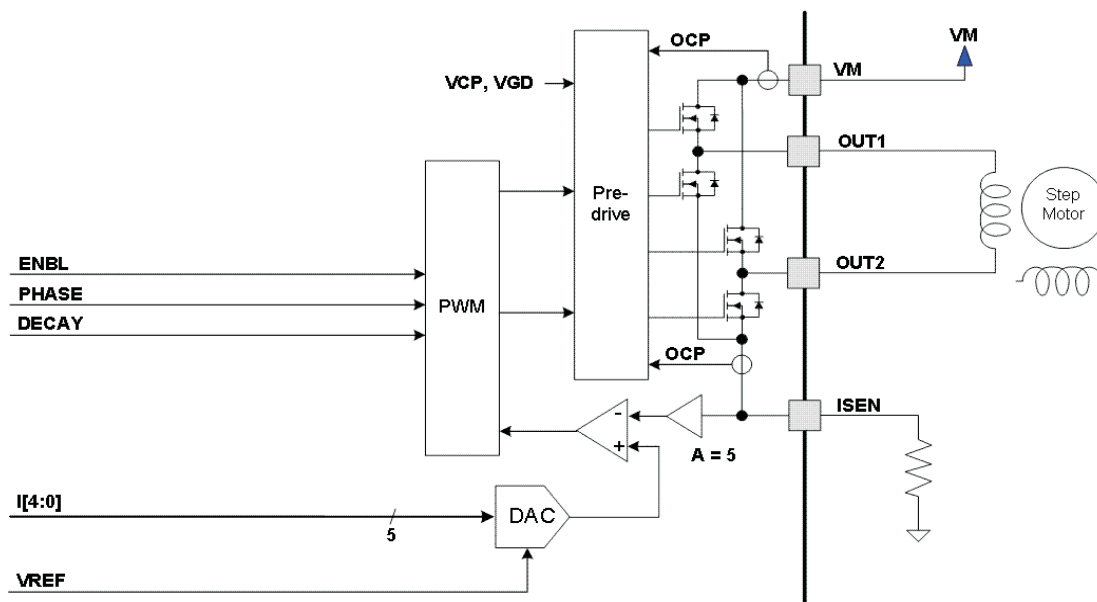 OCP
VM
VM
VCP, VGD
OUT1
Pre-
drive
Step
Motor
ENBL
OUT2
PHASE
PWM
DECAY
OCP
ISEN
-
+
A = 5
I[4:0]
5
DAC
VREF